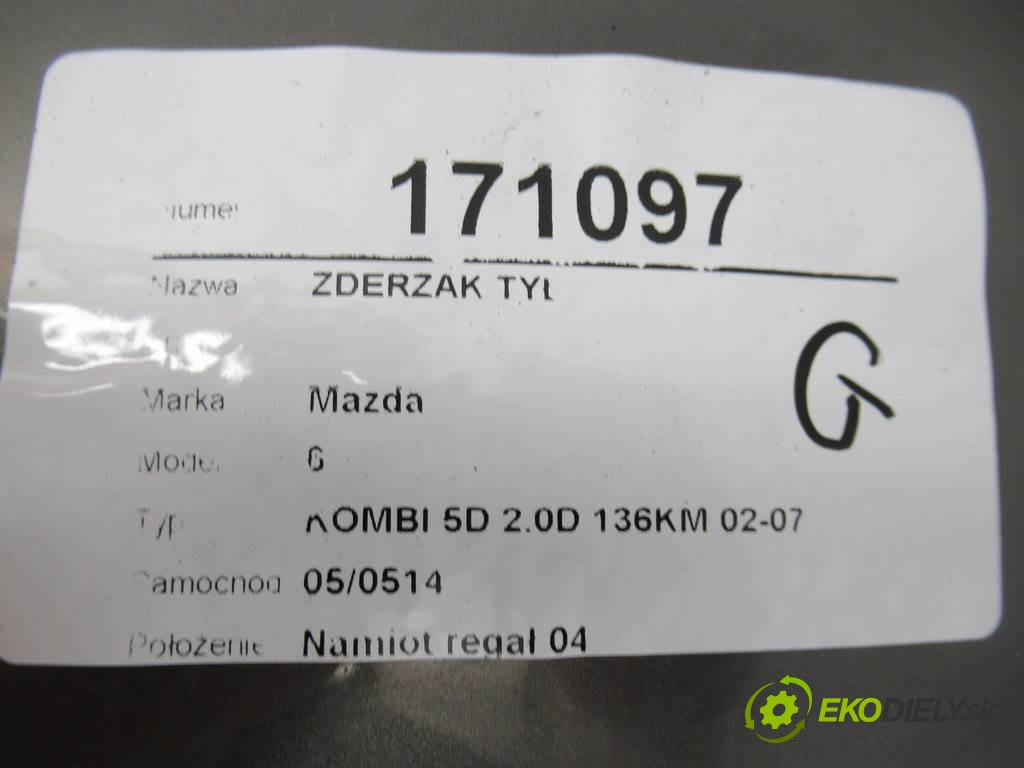 Numer 171097
Nazwa ZDERZAK TYŁ
Marka Mazda
Model 6
Typ KOMBI 5D 2.0D 136KM 02-07
Samochód 05/0514
Położenie Namiot regał 04
G
EKODIELY.sk